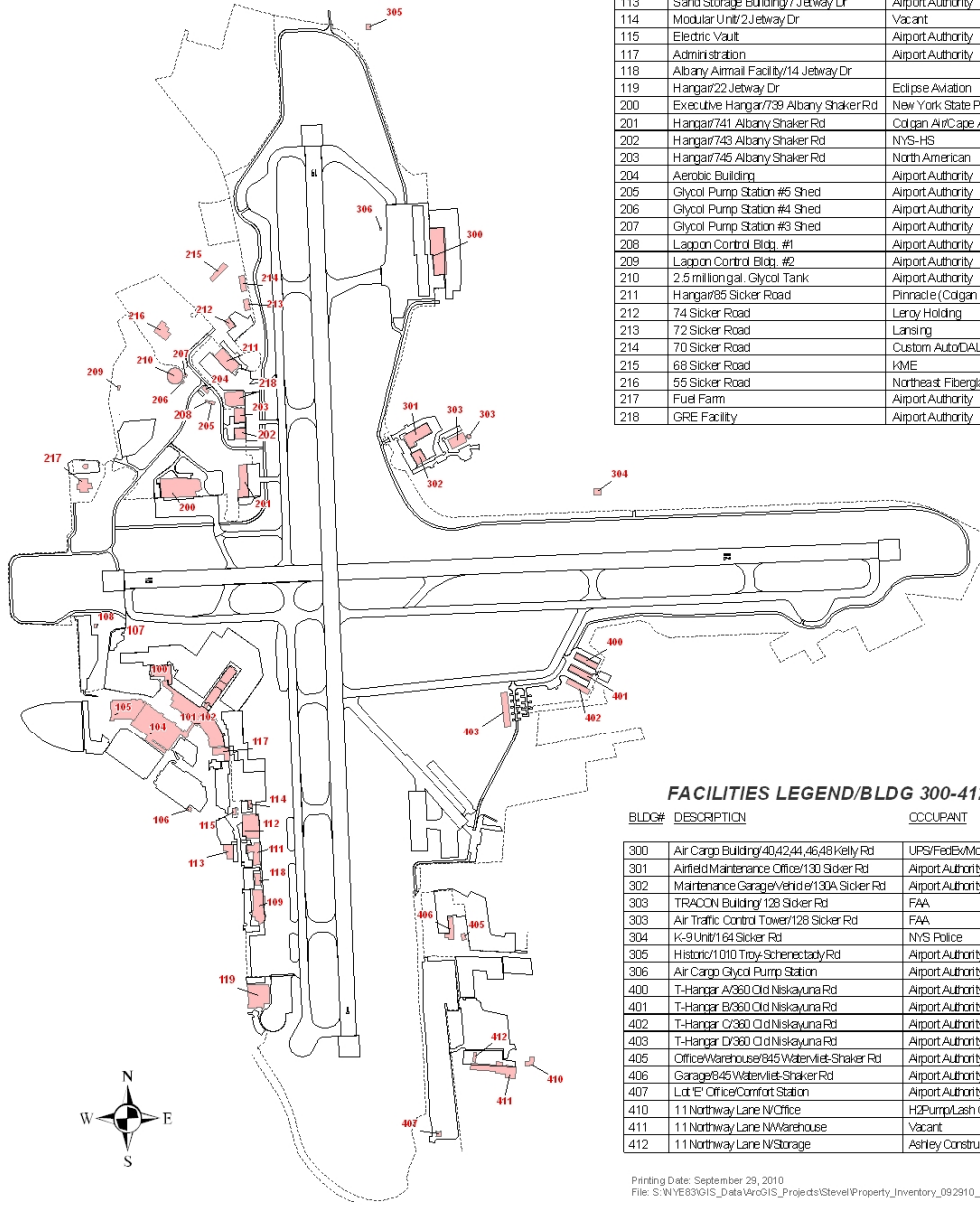 113 Sand Storage Building/7 Jetway Dr Airport Authority
114 Modular Unit/2 Jetway Dr Vacant
115 Electric Vault Airport Authority
117 Administration Airport Authority
118 Albany Airmail Facility/14 Jetway Dr
119 Hangar/22 Jetway Dr Eclipse Aviation
200 Executive Hangar/739 Albany Shaker Rd New York State P
201 Hangar/741 Albany Shaker Rd Colgan Air/Cape A
202 Hangar/743 Albany Shaker Rd NYS-HS
203 Hangar/745 Albany Shaker Rd North American
204 Aerobic Building Airport Authority
205 Glycol Pump Station #5 Shed Airport Authority
206 Glycol Pump Station #4 Shed Airport Authority
207 Glycol Pump Station #3 Shed Airport Authority
208 Lagpon Control Bldg. #1 Airport Authority
209 Lagpon Control Bldg. #2 Airport Authority
210 2.5 million gal. Glycol Tank Airport Authority
211 Hangar/85 Sicker Road Pinnacle (Colgan
212 74 Sicker Road Leroy Holding
213 72 Sicker Road Lansing
214 70 Sicker Road Custom Auto/DAL
215 68 Sicker Road KME
216 55 Sicker Road Northeast Fibergla
217 Fuel Farm Airport Authority
218 GRE Facility Airport Authority
305
306
300
215
214
213
212
216
211
210
207
209
206
204
218
208
205
203
202
301
303
303
302
217
200
201
304
108
107
100
400
401
402
403
105
104
101
102
117
106
114
115
112
113
111
118
109
119
406
405
412
410
411
407
N
W E
S
FACILITIES LEGEND/BLDG 300-41
BLDG# DESCRIPTION OCCUPANT
300 Air Cargo Building/40,42,44,46,48 Kelly Rd UPS/FedEx/Mo
301 Airfield Maintenance Office/130 Sicker Rd Airport Authority
302 Maintenance Garage/Vehicle/130A Sicker Rd Airport Authority
303 TRACON Building/128 Sicker Rd FAA
303 Air Traffic Control Tower/128 Sicker Rd FAA
304 K-9 Unit/164 Sicker Rd NYS Police
305 Historic/1010 Troy-Schenectady Rd Airport Authority
306 Air Cargo Glycol Pump Station Airport Authority
400 T-Hangar A/360 Old Niskayuna Rd Airport Authority
401 T-Hangar B/360 Old Niskayuna Rd Airport Authority
402 T-Hangar C/360 Old Niskayuna Rd Airport Authority
403 T-Hangar D/360 Old Niskayuna Rd Airport Authority
405 Office/Warehouse/845 Watervliet-Shaker Rd Airport Authority
406 Garage/845 Watervliet-Shaker Rd Airport Authority
407 Lot 'E' Office/Comfort Station Airport Authority
410 11 Northway Lane N/Office H2Pump/Lash
411 11 Northway Lane N/Warehouse Vacant
412 11 Northway Lane N/Storage Ashley Constru
Printing Date: September 29, 2010
File: S:\NYE83\GIS_Data\ArcGIS_Projects\Stevel\Property_Inventory_092910_